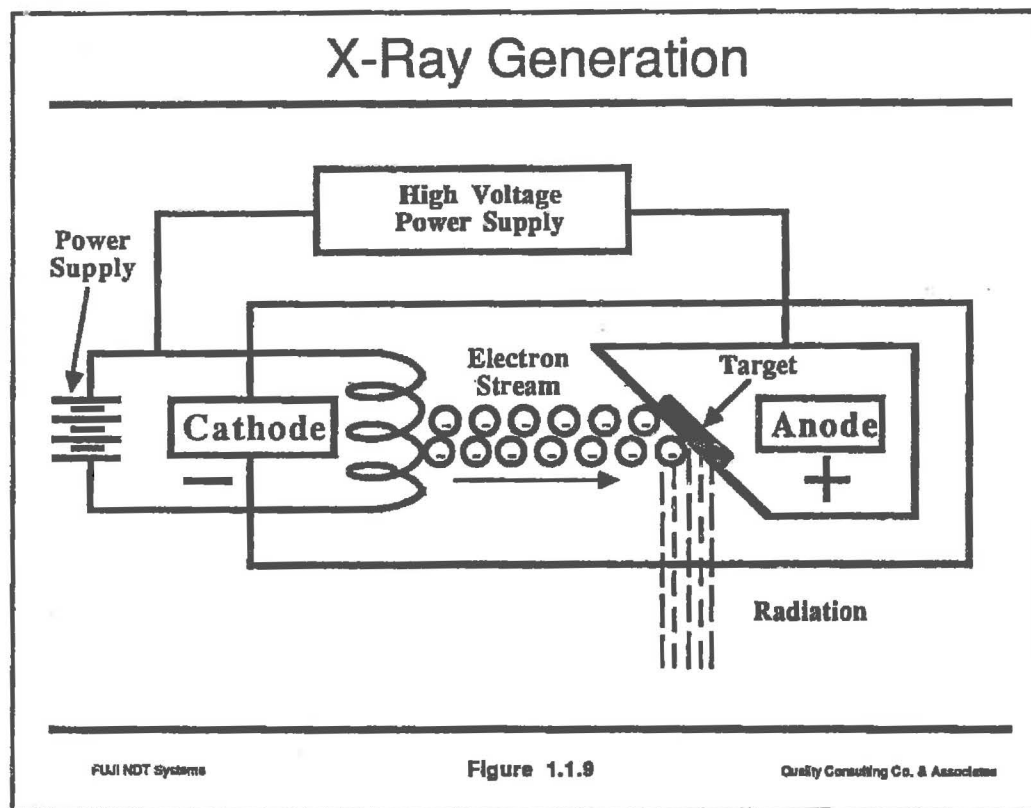 X-Ray Generation
High Voltage
Power Supply
Power
Supply
Electron
Stream
Target
Cathode
Anode
−
+
Radiation
FUJI NDT Systems
Figure 1.1.9
Quality Consulting Co. & Associates